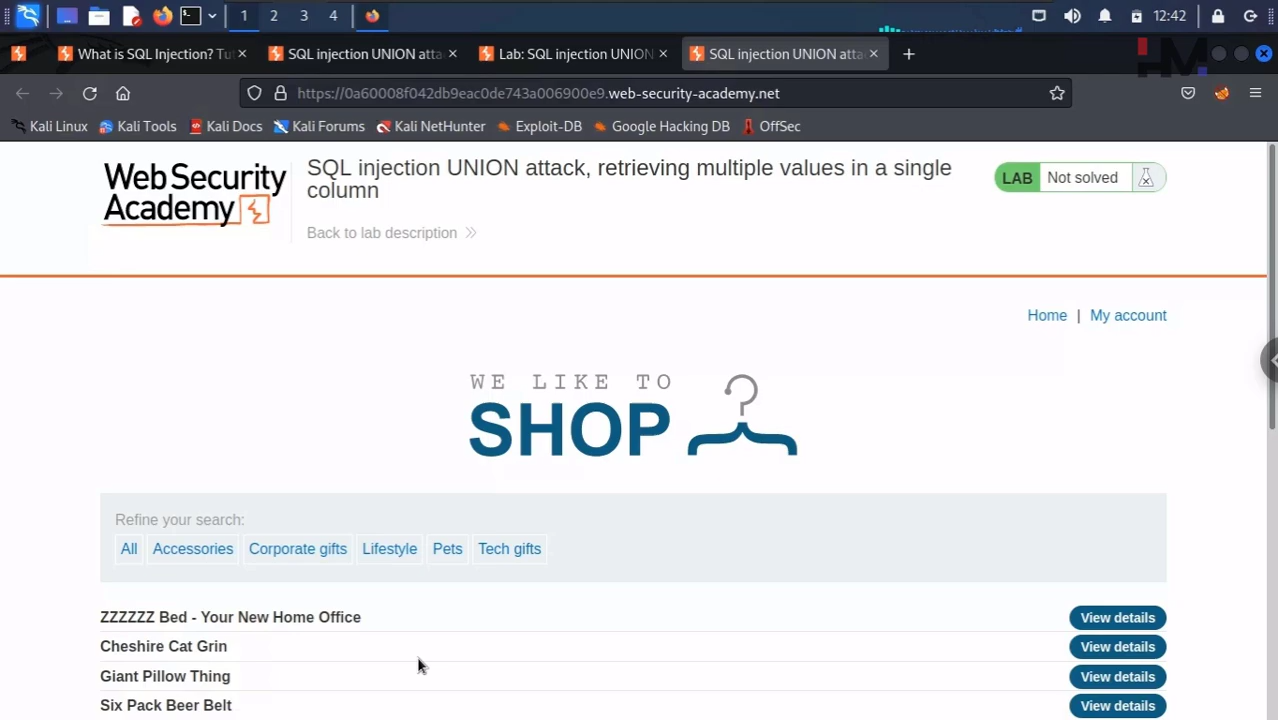 1 2 3 4 12:42
What is SQL Injection? Tut
SQL injection UNION atta
Lab: SQL injection UNION
SQL injection UNION atta
HM
https://0a60008f042db9eac0de743a006900e9.web-security-academy.net
Kali Linux Kali Tools Kali Docs Kali Forums Kali NetHunter Exploit-DB Google Hacking DB OffSec
Web Security
Academy
SQL injection UNION attack, retrieving multiple values in a single
column
Back to lab description
LAB Not solved
Home | My account
WE LIKE TO
SHOP
Refine your search:
All Accessories Corporate gifts Lifestyle Pets Tech gifts
ZZZZZZ Bed - Your New Home Office View details
Cheshire Cat Grin View details
Giant Pillow Thing View details
Six Pack Beer Belt View details